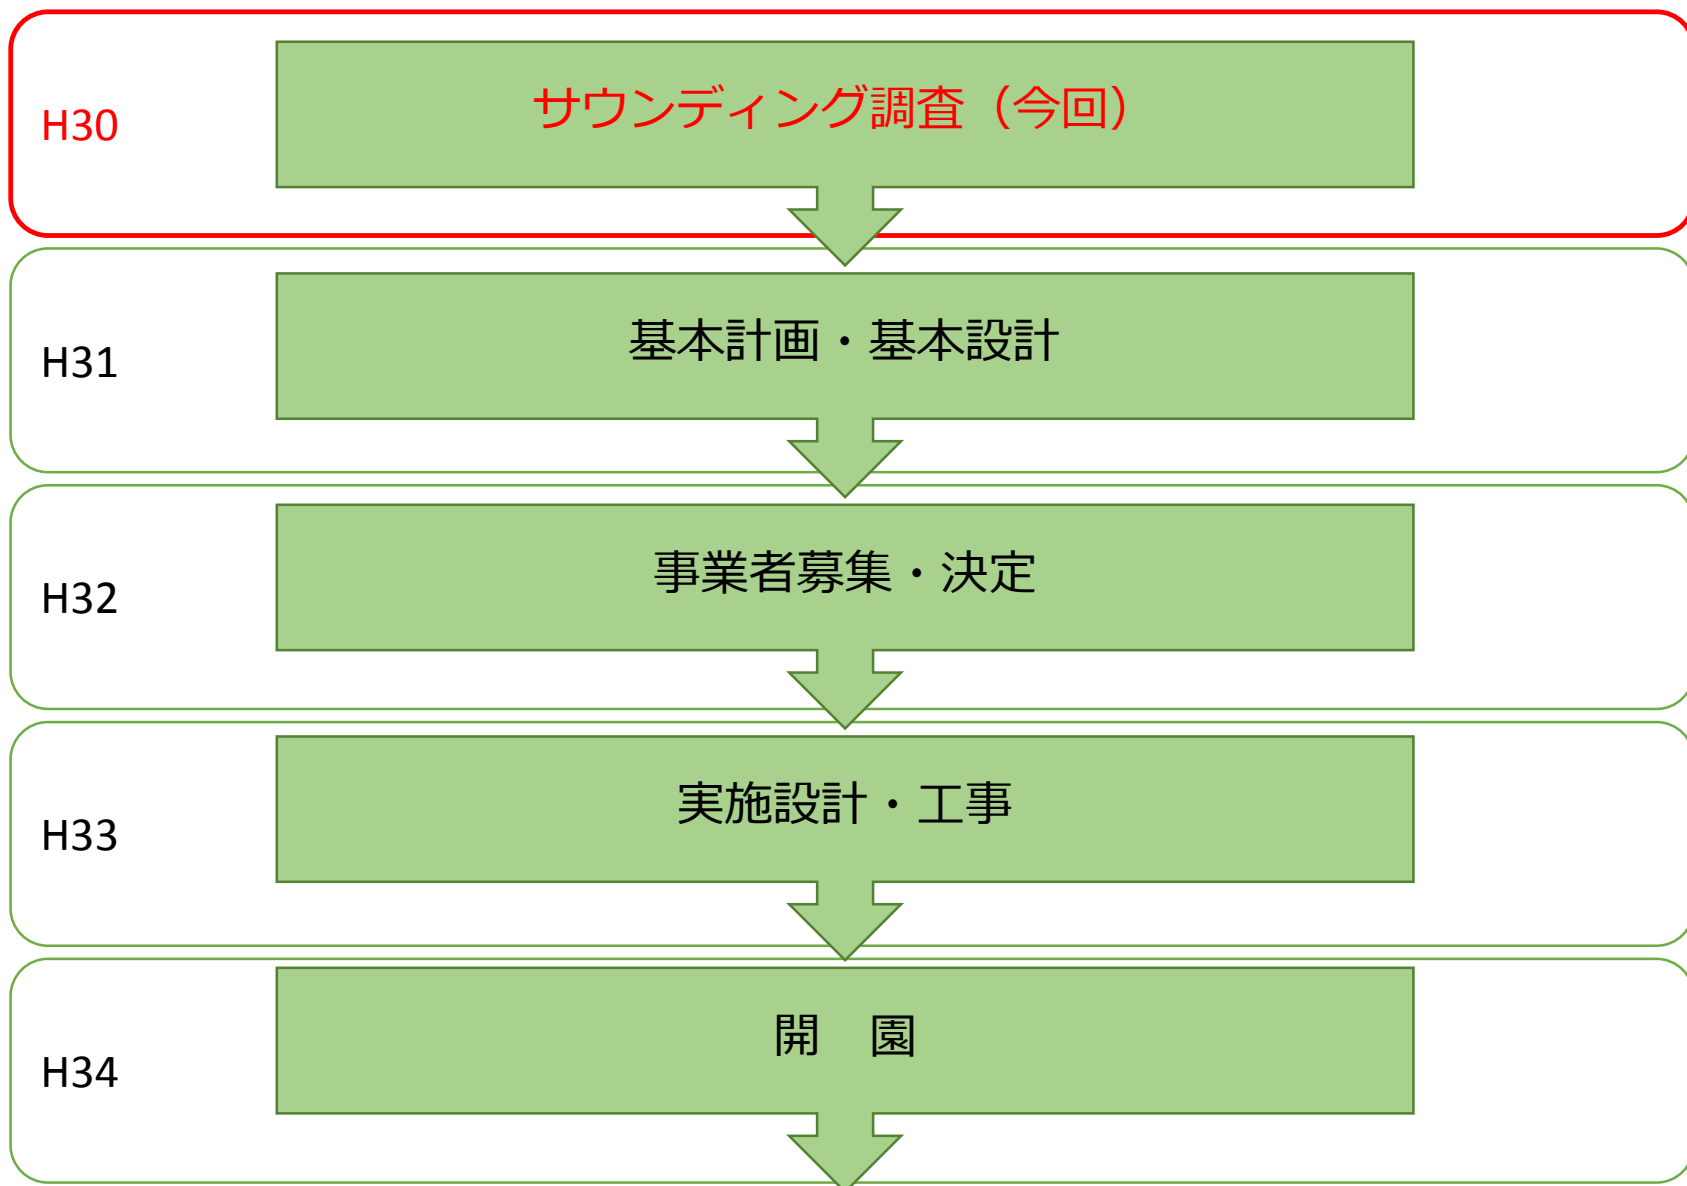 H30
サウンディング調査（今回）
H31
基本計画・基本設計
H32
事業者募集・決定
H33
実施設計・工事
H34
開　園